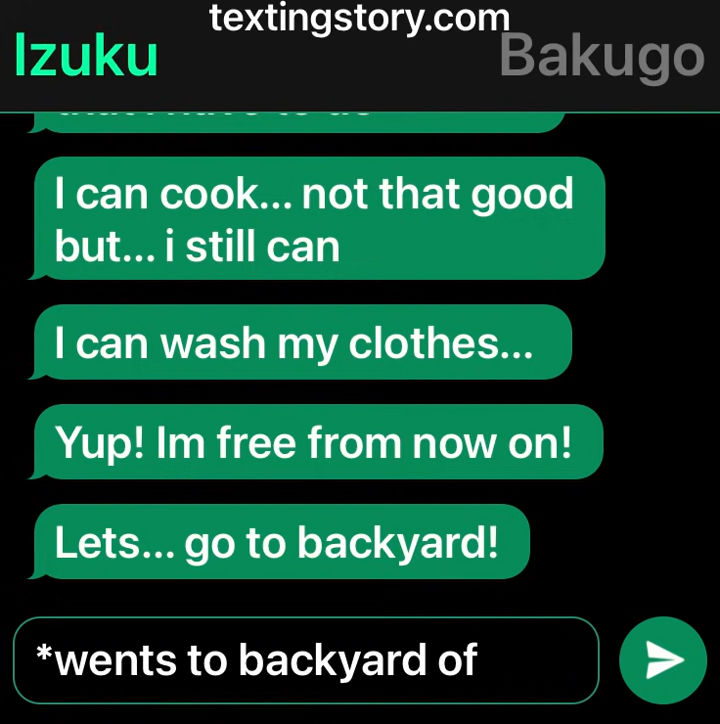 textingstory.com
Izuku
Bakugo
I can cook... not that good
but... i still can
I can wash my clothes...
Yup! Im free from now on!
Lets... go to backyard!
*wents to backyard of